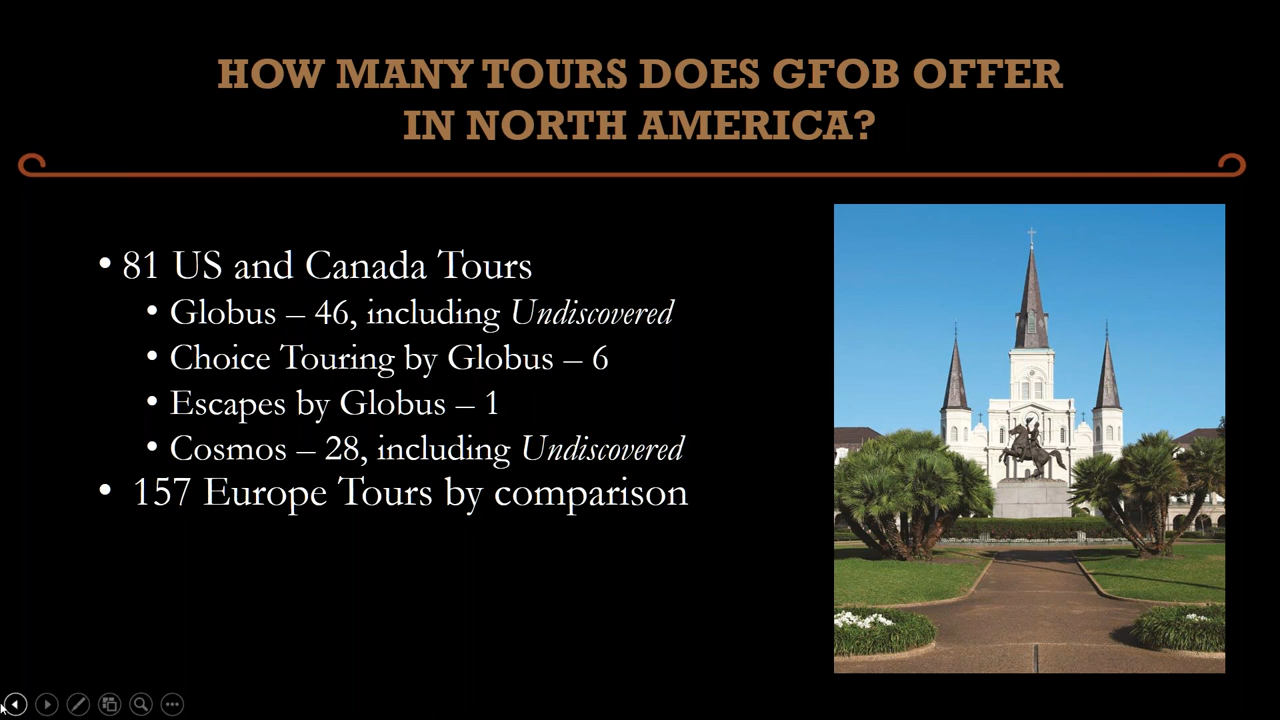 HOW MANY TOURS DOES GFOB OFFER
IN NORTH AMERICA?
• 81 US and Canada Tours
• Globus – 46, including Undiscovered
• Choice Touring by Globus – 6
• Escapes by Globus – 1
• Cosmos – 28, including Undiscovered
• 157 Europe Tours by comparison